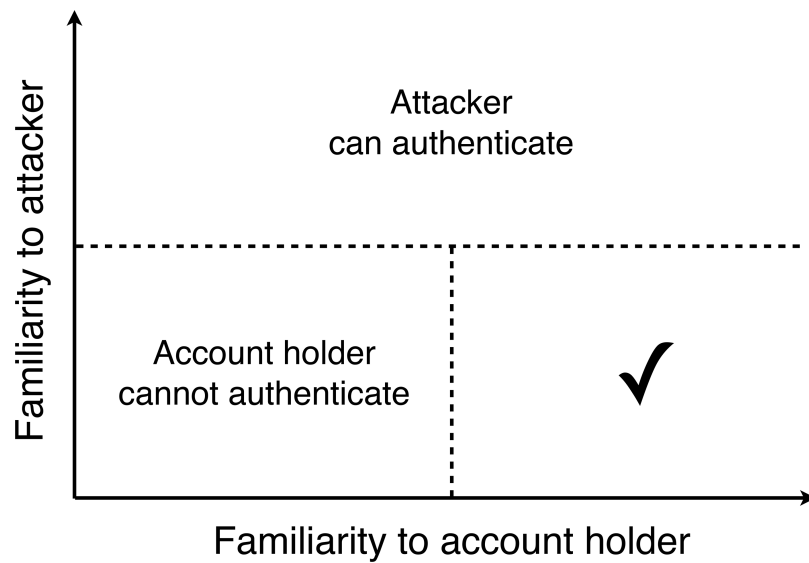 Familiarity to attacker
Attacker
can authenticate
Account holder
cannot authenticate
Familiarity to account holder